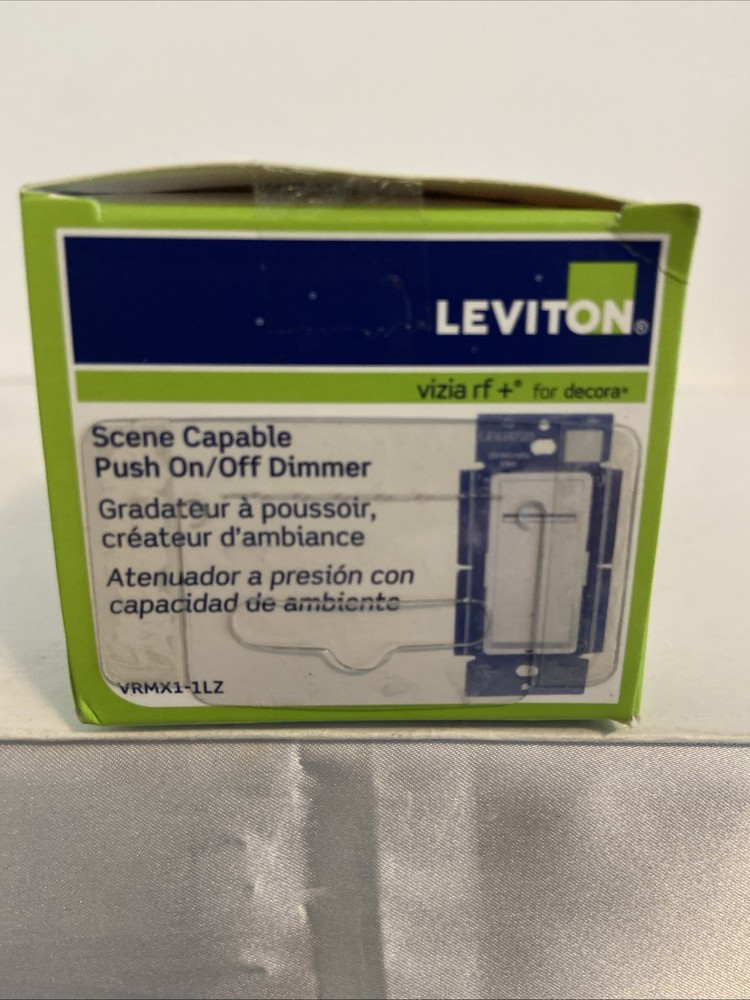 LEVITON®
vizia rf +® for decora®
Scene Capable
Push On/Off Dimmer
Gradateur à poussoir,
créateur d'ambiance
Atenuador a presión con
capacidad de ambiente
VRMX1-1LZ
LEVITON